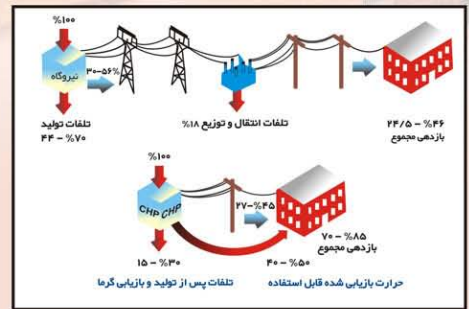 %۱۰۰
نیروگاه
۳۰-۵۶%
تلفات تولید
۴۴ - %۷۰
تلفات انتقال و توزیع ۱۸%
۲۴/۵ - %۴۶
بازدهی مجموع
%۱۰۰
CHP CHP
۲۷-%۴۵
۷۰ - %۸۵
بازدهی مجموع
۱۵ - %۳۰
۴۰ - %۵۰
تلفات پس از تولید و بازیابی گرما
حرارت بازیابی شده قابل استفاده